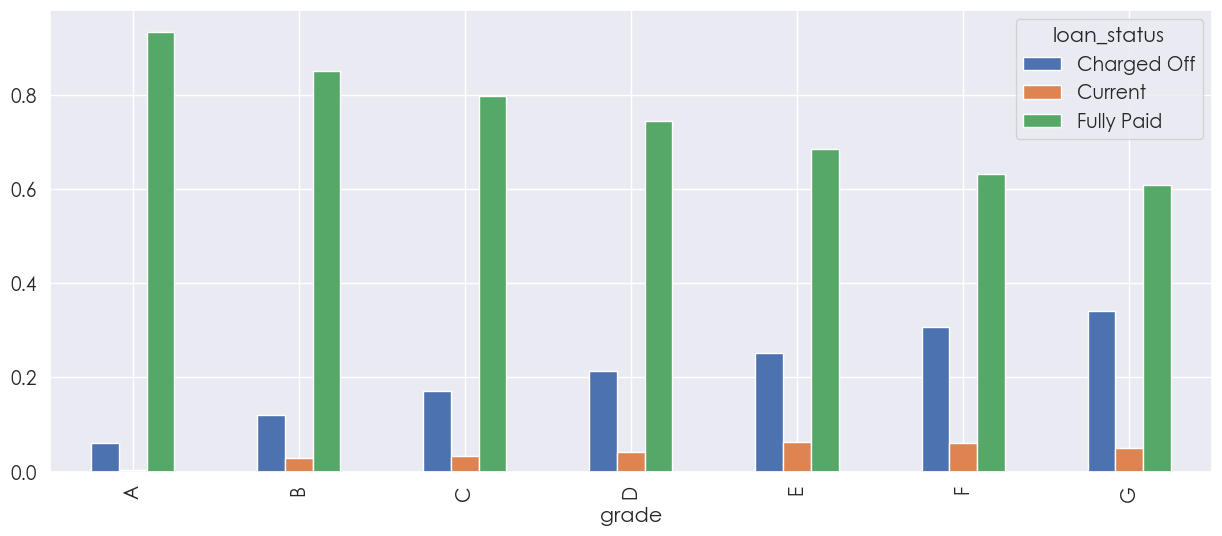 loan_status
Charged Off
Current
Fully Paid
0.8
0.6
0.4
0.2
0.0
A B C D E F G
grade